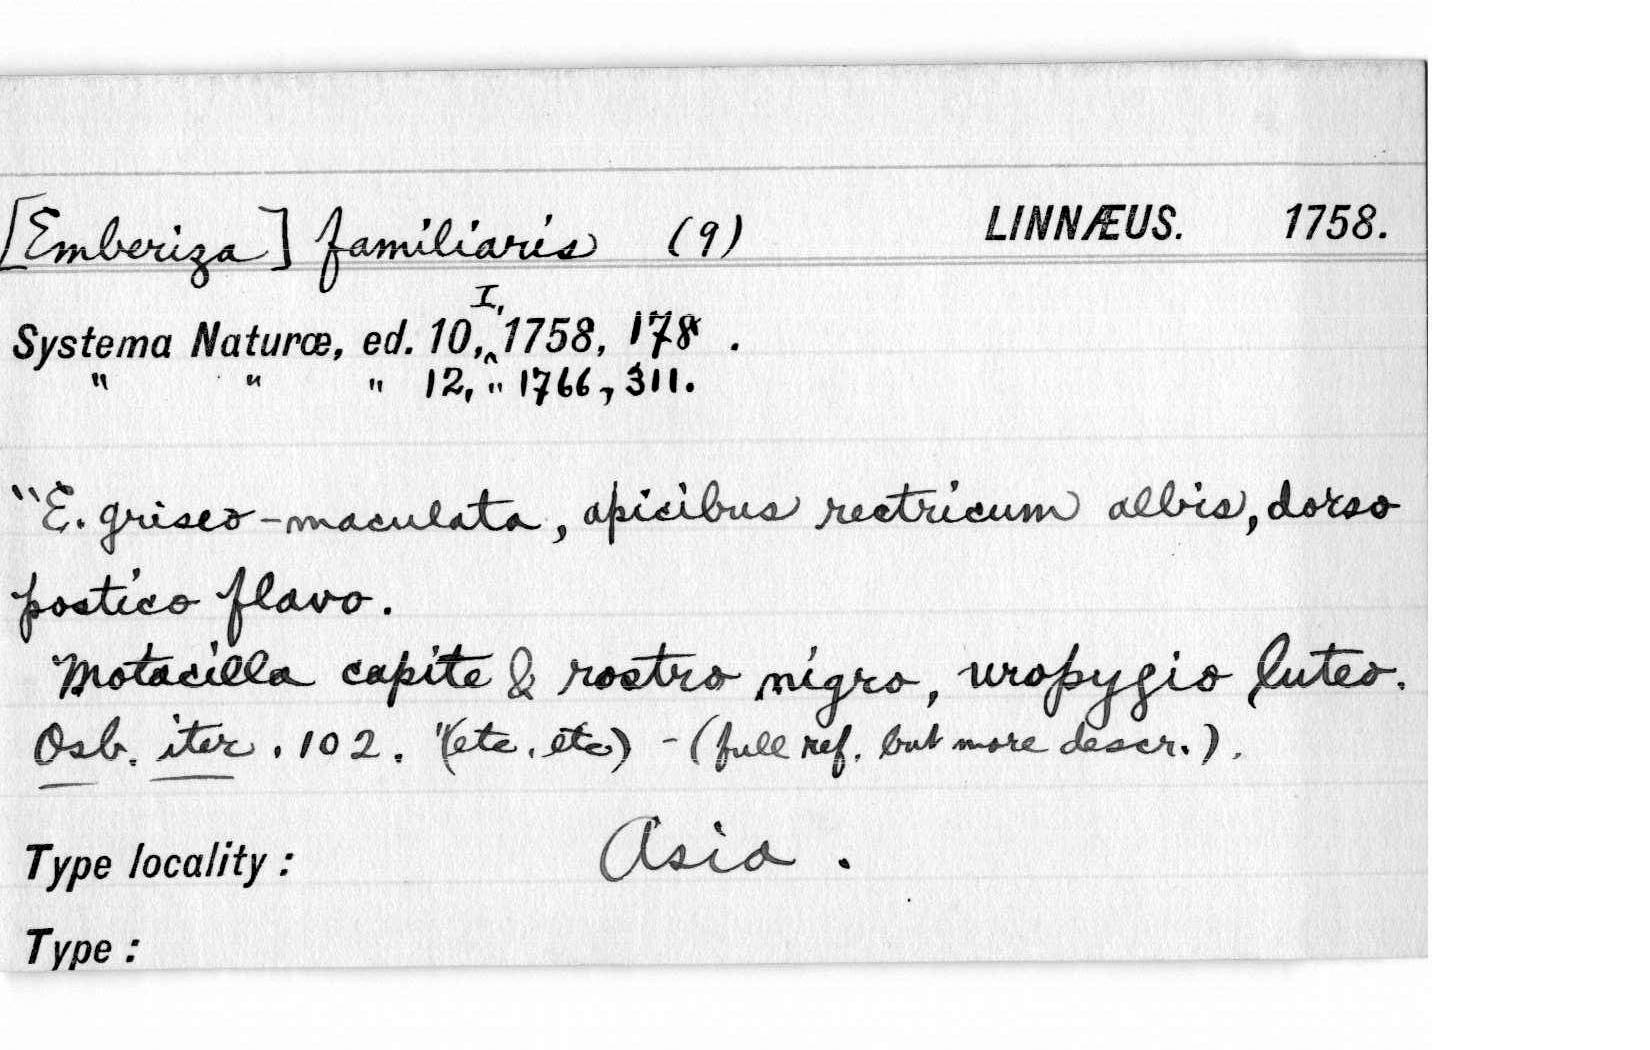 [Emberiza] familiaris (9) LINNÆUS. 1758.
I,
Systema Naturæ, ed. 10,‸1758, 178 .
" " " 12, " 1766, 311.
"E. griseo-maculata, apicibus rectricum albis, dorso
postico flavo.
Motacilla capite & rostro nigro, uropygio luteo.
Osb. iter. 102. "(etc. etc) - (full ref. but more descr.).
Type locality: Asia .
Type: